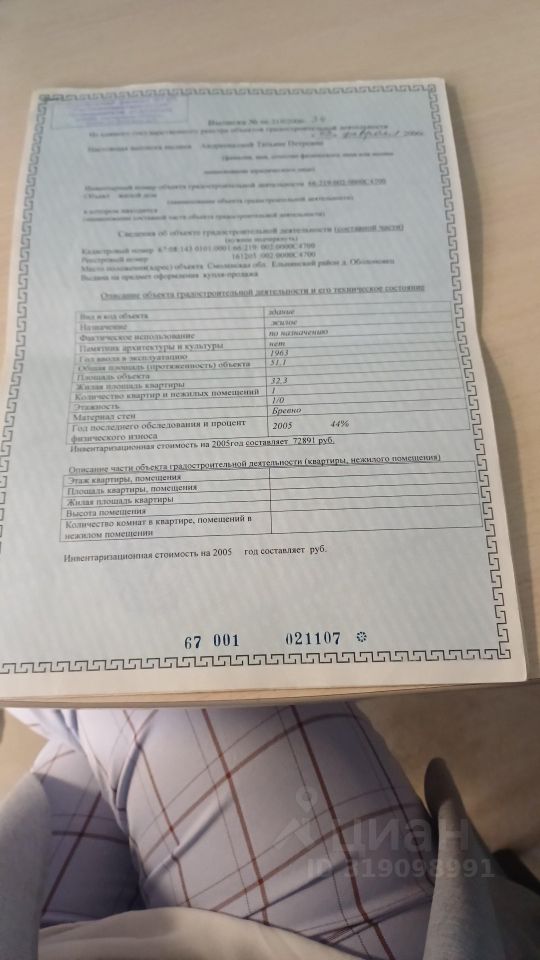 Выписка №
Из единого государственного реестра объектов градостроительной деятельности
2006
Настоящая выписка выдана Татьяне Петровне
(фамилия, имя, отчество физического лица или полное
наименование юридического лица)
Инвентарный номер объекта градостроительной деятельности 66:219:002:0000С4700
Объект жилой дом
(наименование объекта градостроительной деятельности)
в котором находится
(наименование составной части объекта градостроительной деятельности)
Сведения об объекте градостроительной деятельности (составной части)
(нужное подчеркнуть)
Кадастровый номер 67:08:143 0101:0001:66:219: 002:0000С4700
Реестровый номер 161203 :002:0000С4700
Место положения(адрес) объекта Смоленская обл. Ельнинский район д.
Выдана на предмет оформления купли-продажа
Описание объекта градостроительной деятельности и его техническое состояние
Вид и код объекта здание
Назначение жилое
Фактическое использование по назначению
Памятник архитектуры и культуры нет
Год ввода в эксплуатацию 1963
Общая площадь (протяженность) объекта 51,1
Площадь объекта
Жилая площадь квартиры 32,3
Количество квартир и нежилых помещений 1
Этажность 1/0
Материал стен Бревно
Год последнего обследования и процент 2005 44%
физического износа
Инвентаризационная стоимость на 2005год составляет 72891 руб.
Описание части объекта градостроительной деятельности (квартиры, нежилого помещения)
Этаж квартиры, помещения
Площадь квартиры, помещения
Жилая площадь квартиры
Высота помещения
Количество комнат в квартире, помещений в
нежилом помещении
Инвентаризационная стоимость на 2005 год составляет руб.
67 001 021107
циан
ID 319098991